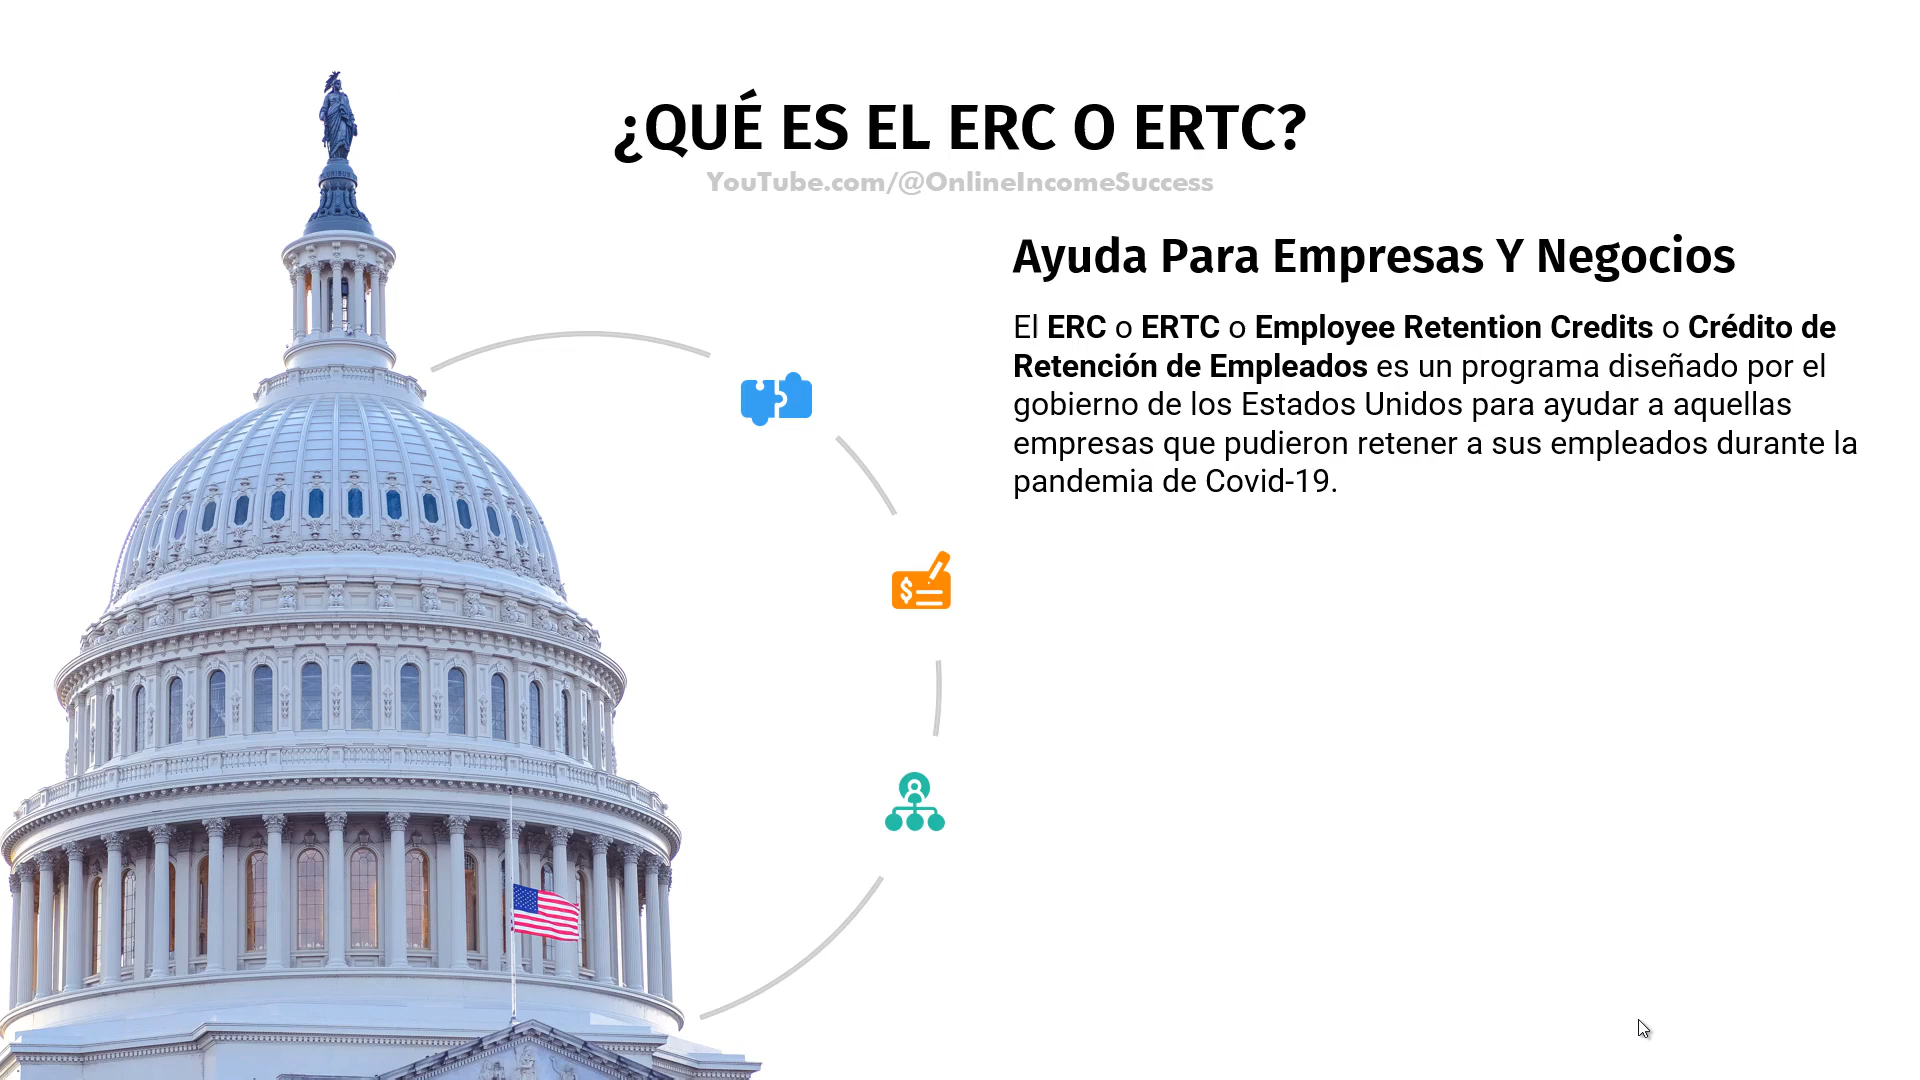 ¿QUÉ ES EL ERC O ERTC?
YouTube.com/@OnlineIncomeSuccess
Ayuda Para Empresas Y Negocios
El ERC o ERTC o Employee Retention Credits o Crédito de
Retención de Empleados es un programa diseñado por el
gobierno de los Estados Unidos para ayudar a aquellas
empresas que pudieron retener a sus empleados durante la
pandemia de Covid-19.
$